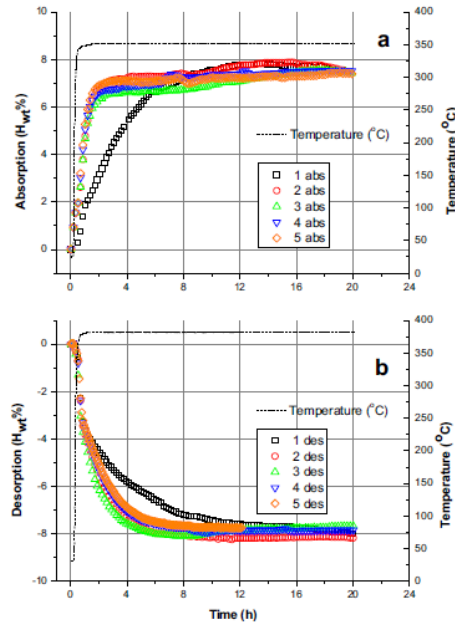 a
Absorption (H_wt%)
Temperature (°C)
10
8
6
4
2
0
0 4 8 12 16 20 24
400
350
300
250
200
150
100
50
0
Temperature (°C)
1 abs
2 abs
3 abs
4 abs
5 abs
b
Desorption (H_wt%)
Temperature (°C)
0
-2
-4
-6
-8
-10
400
350
300
250
200
150
100
50
0
Temperature (°C)
1 des
2 des
3 des
4 des
5 des
0 4 8 12 16 20 24
Time (h)